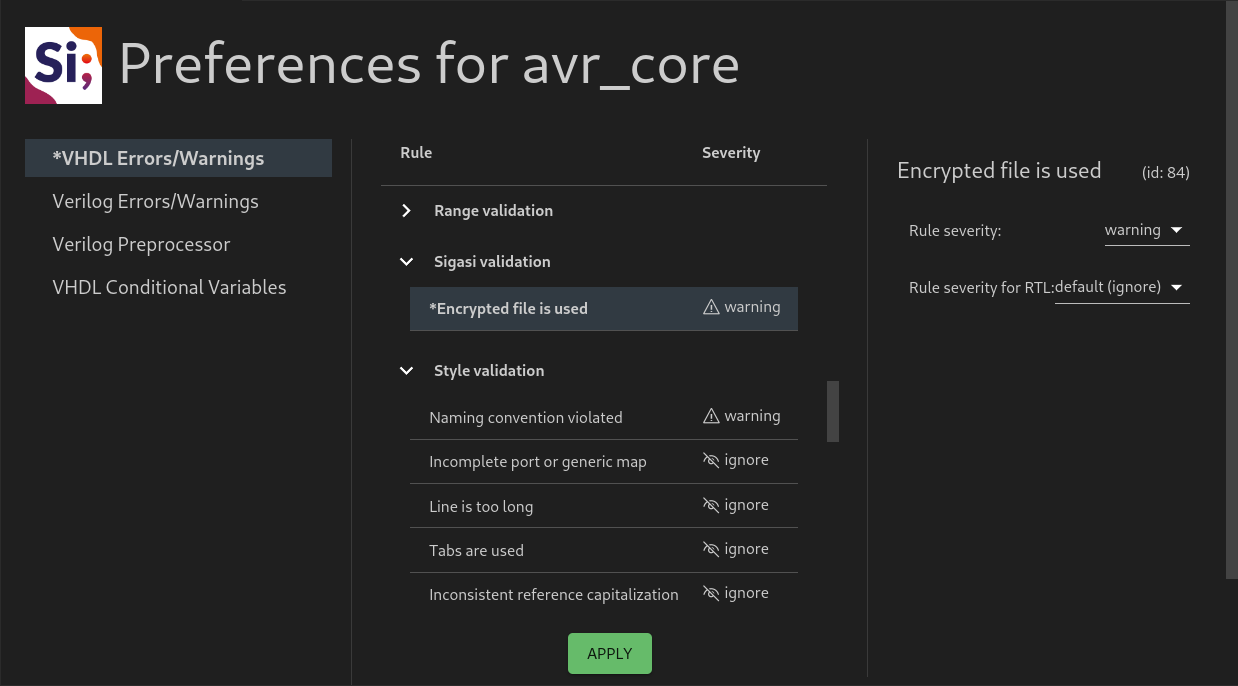 Si; Preferences for avr_core
*VHDL Errors/Warnings
Verilog Errors/Warnings
Verilog Preprocessor
VHDL Conditional Variables
Rule Severity
Range validation
Sigasi validation
*Encrypted file is used warning
Style validation
Naming convention violated warning
Incomplete port or generic map ignore
Line is too long ignore
Tabs are used ignore
Inconsistent reference capitalization ignore
APPLY
Encrypted file is used (id: 84)
Rule severity: warning
Rule severity for RTL: default (ignore)